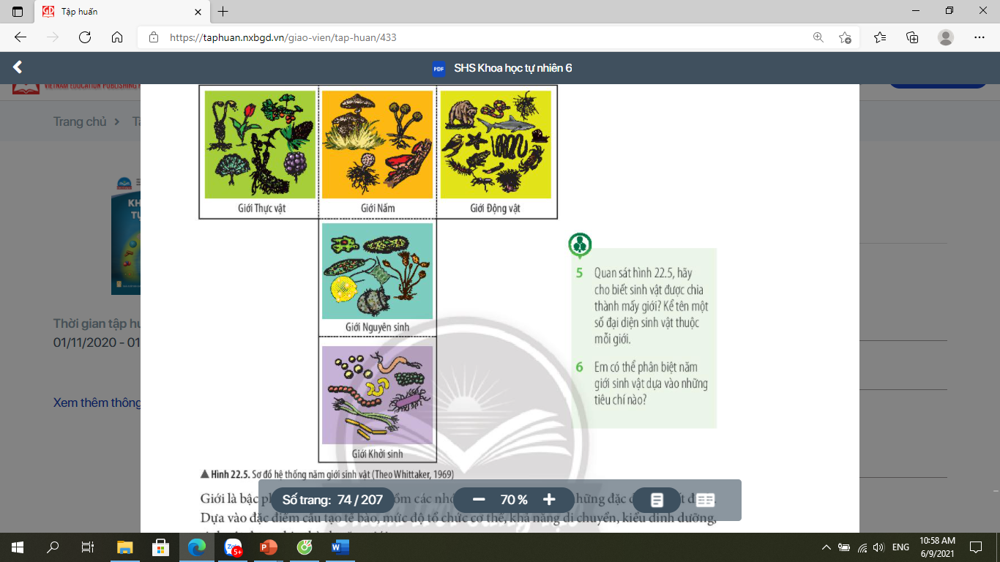 Tập huấn
https://taphuan.nxbgd.vn/giao-vien/tap-huan/433
PDF SHS Khoa học tự nhiên 6
Trang chủ
Giới Thực vật
Giới Nấm
Giới Động vật
Giới Nguyên sinh
Giới Khởi sinh
5 Quan sát hình 22.5, hãy
cho biết sinh vật được chia
thành mấy giới? Kể tên một
số đại diện sinh vật thuộc
mỗi giới.
6 Em có thể phân biệt năm
giới sinh vật dựa vào những
tiêu chí nào?
Thời gian tập hu
01/11/2020 - 01
Xem thêm thông
Hình 22.5. Sơ đồ hệ thống năm giới sinh vật (Theo Whittaker, 1969)
Giới là bậc
Số trang: 74 / 207
70 %
Dựa vào đặc điểm cấu tạo tế bào, mức độ tổ chức cơ thể, khả năng di chuyển, kiểu dinh dưỡng,
5+
ENG
10:58 AM
6/9/2021